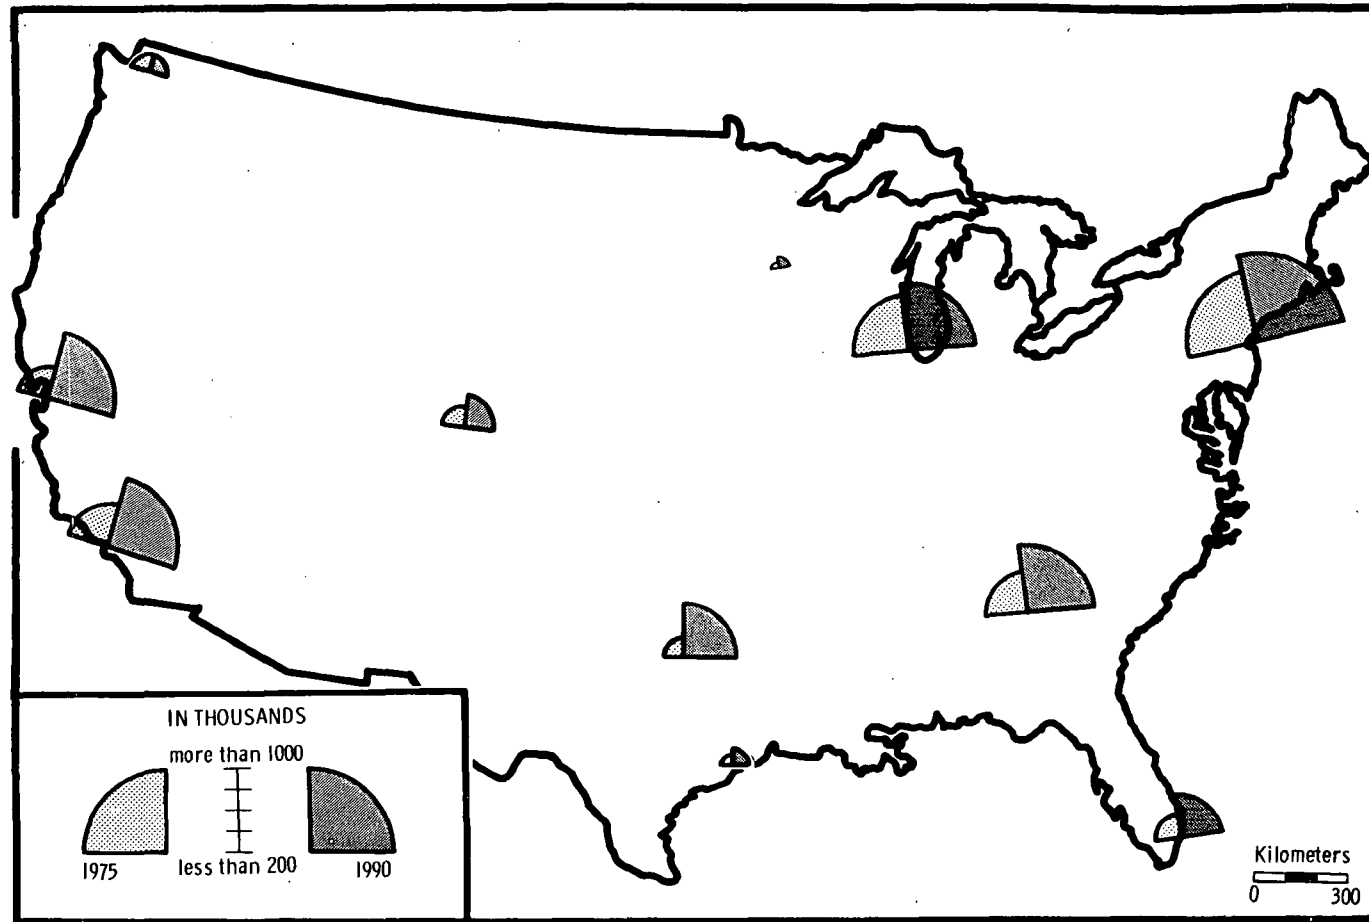 IN THOUSANDS
more than 1000
less than 200
1975
1990
Kilometers
0 300